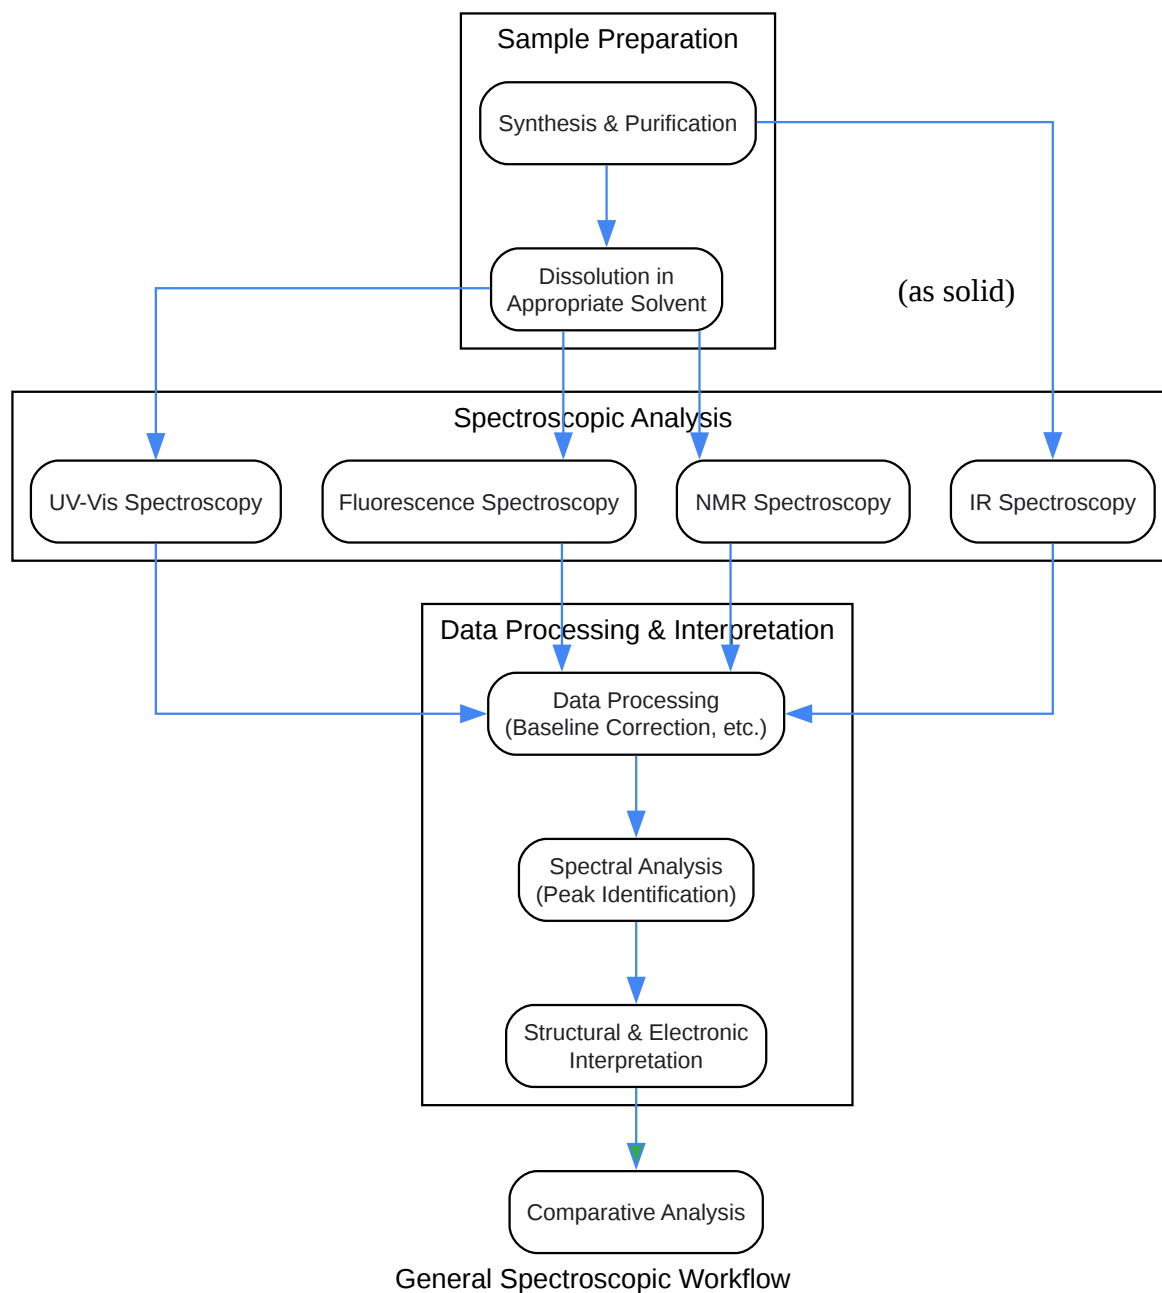 Sample Preparation
Synthesis & Purification
Dissolution in
Appropriate Solvent
(as solid)
Spectroscopic Analysis
UV-Vis Spectroscopy
Fluorescence Spectroscopy
NMR Spectroscopy
IR Spectroscopy
Data Processing & Interpretation
Data Processing
(Baseline Correction, etc.)
Spectral Analysis
(Peak Identification)
Structural & Electronic
Interpretation
Comparative Analysis
General Spectroscopic Workflow